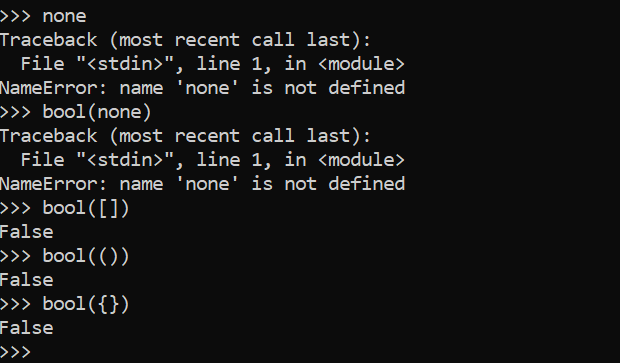 >>> none
Traceback (most recent call last):
  File "<stdin>", line 1, in <module>
NameError: name 'none' is not defined
>>> bool(none)
Traceback (most recent call last):
  File "<stdin>", line 1, in <module>
NameError: name 'none' is not defined
>>> bool([])
False
>>> bool(())
False
>>> bool({})
False
>>>